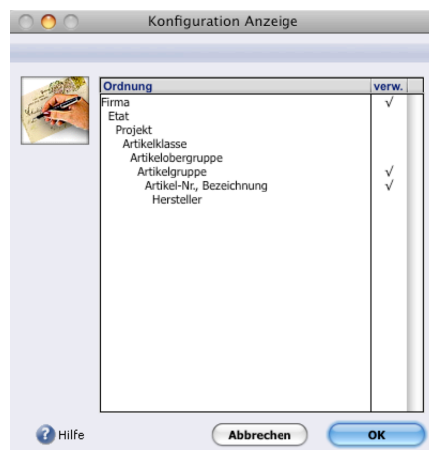 Konfiguration Anzeige
Ordnung verw.
Firma √
Etat
Projekt
Artikelklasse
Artikelobergruppe
Artikelgruppe √
Artikel-Nr., Bezeichnung √
Hersteller
? Hilfe Abbrechen OK